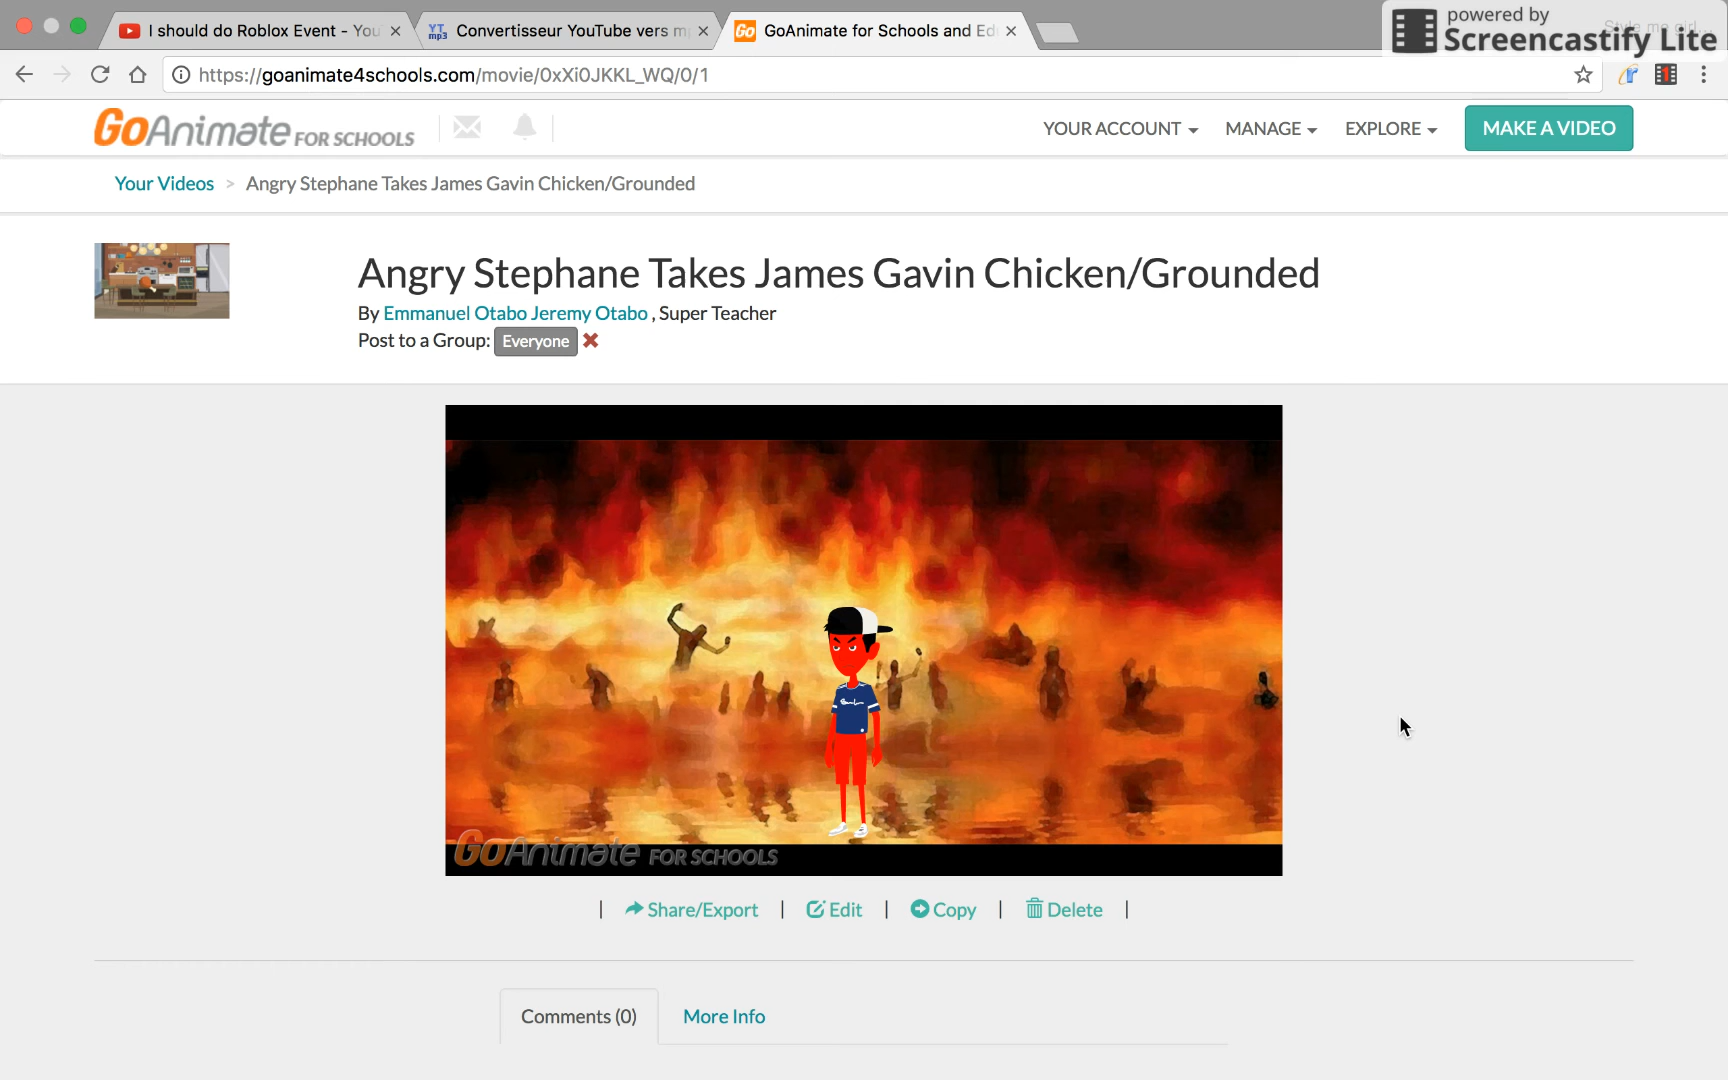 I should do Roblox Event - You
Convertisseur YouTube vers m
GoAnimate for Schools and Ed
powered by
Screencastify Lite
https://goanimate4schools.com/movie/0xXi0JKKL_WQ/0/1
GoAnimate FOR SCHOOLS
YOUR ACCOUNT
MANAGE
EXPLORE
MAKE A VIDEO
Your Videos > Angry Stephane Takes James Gavin Chicken/Grounded
Angry Stephane Takes James Gavin Chicken/Grounded
By Emmanuel Otabo Jeremy Otabo , Super Teacher
Post to a Group: Everyone
GoAnimate FOR SCHOOLS
| Share/Export | Edit | Copy | Delete |
Comments (0)
More Info